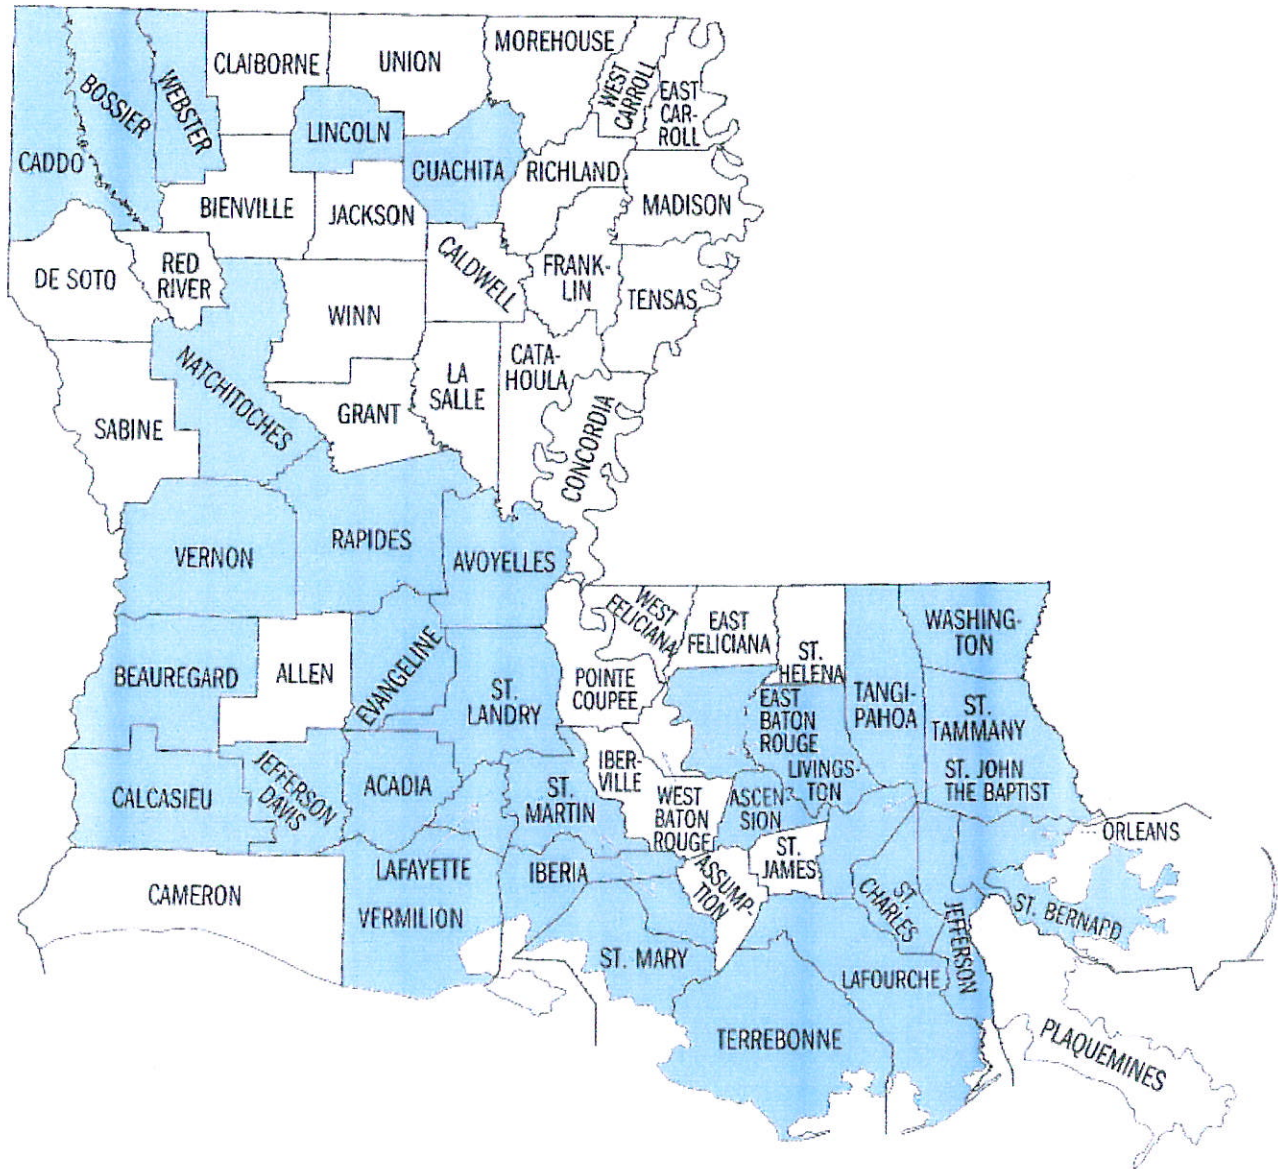 MOREHOUSE
CLAIBORNE
UNION
WEST
CARROLL
EAST
CAR-
ROLL
BOSSIER
WEBSTER
LINCOLN
CADDO
OUACHITA
RICHLAND
BIENVILLE
JACKSON
MADISON
DE SOTO
RED
RIVER
CALDWELL
FRANK-
LIN
TENSAS
WINN
NATCHITOCHES
LA
SALLE
CATA-
HOULA
SABINE
GRANT
CONCORDIA
VERNON
RAPIDES
AVOYELLES
WEST
FELICIANA
EAST
FELICIANA
ST.
HELENA
WASHING-
TON
BEAUREGARD
ALLEN
EVANGELINE
ST.
LANDRY
POINTE
COUPEE
EAST
BATON
ROUGE
TANGI-
PAHOA
ST.
TAMMANY
CALCASIEU
JEFFERSON
DAVIS
ACADIA
ST.
MARTIN
IBER-
VILLE
WEST
BATON
ROUGE
ASCEN-
SION
LIVINGS-
TON
ST. JOHN
THE BAPTIST
ORLEANS
CAMERON
LAFAYETTE
VERMILION
IBERIA
ASSUMP-
TION
ST.
JAMES
ST.
CHARLES
JEFFERSON
ST. BERNARD
ST. MARY
LAFOURCHE
TERREBONNE
PLAQUEMINES